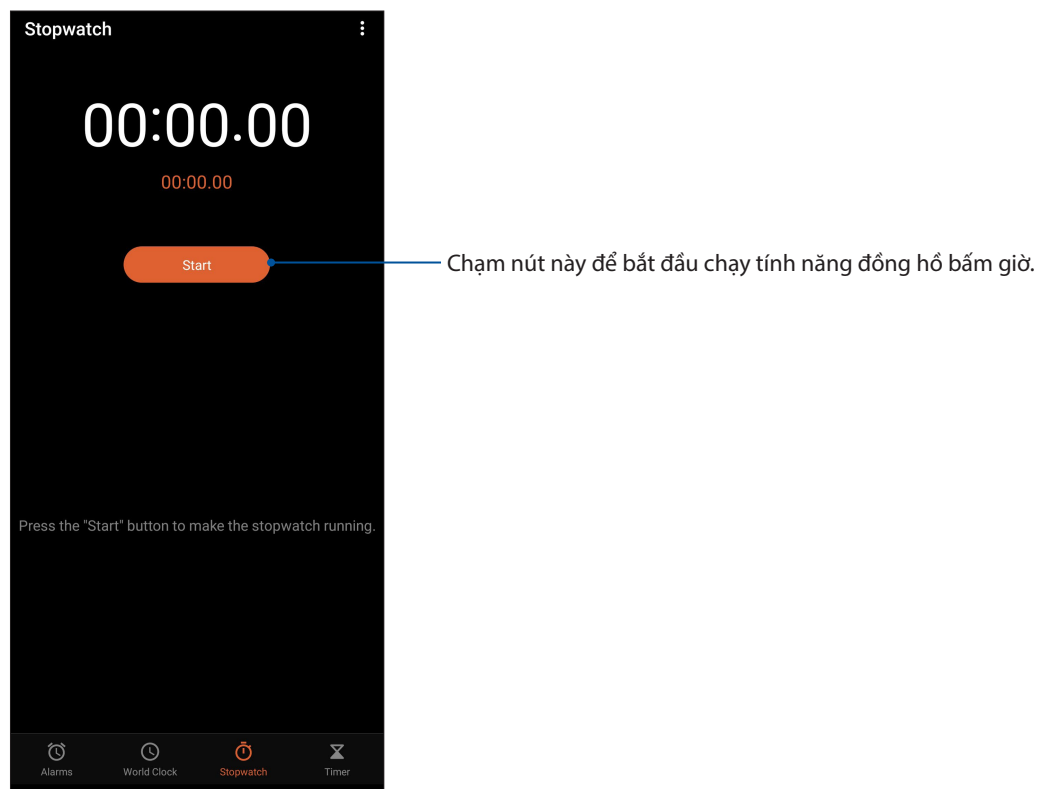 Stopwatch
00:00.00
00:00.00
Start
Chạm nút này để bắt đầu chạy tính năng đồng hồ bấm giờ.
Press the "Start" button to make the stopwatch running.
Alarms
World Clock
Stopwatch
Timer